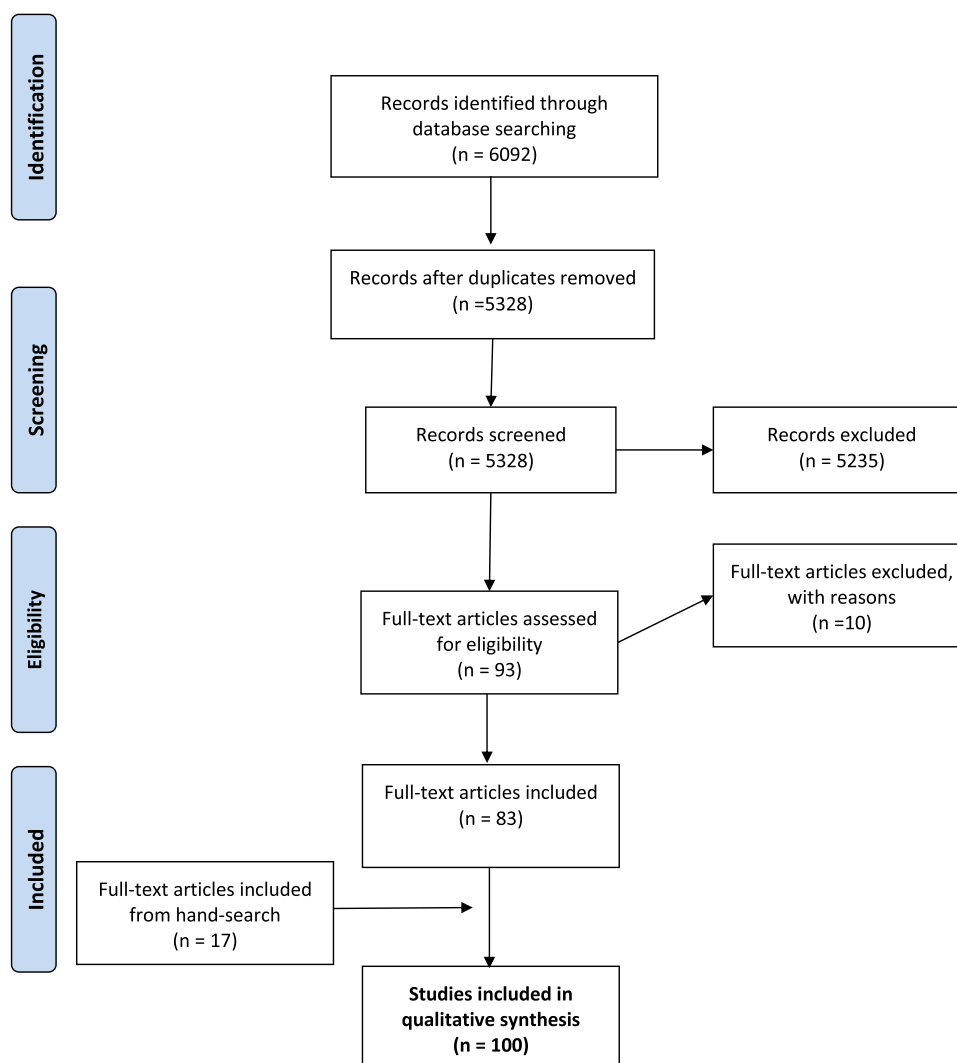 Identification
Records identified through
database searching
(n = 6092)
Records after duplicates removed
(n =5328)
Screening
Records screened
(n = 5328)
Records excluded
(n = 5235)
Eligibility
Full-text articles assessed
for eligibility
(n = 93)
Full-text articles excluded,
with reasons
(n =10)
Included
Full-text articles included
(n = 83)
Full-text articles included
from hand-search
(n = 17)
Studies included in
qualitative synthesis
(n = 100)